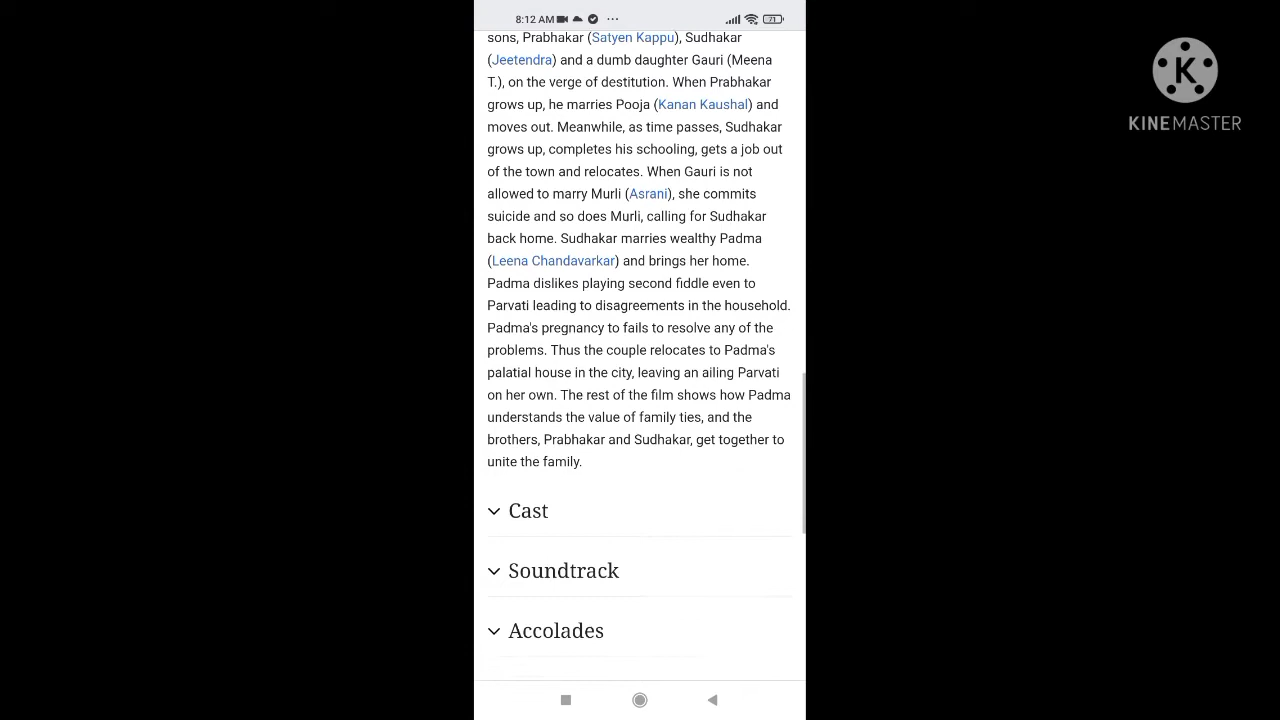 8:12 AM
71
sons, Prabhakar (Satyen Kappu), Sudhakar
(Jeetendra) and a dumb daughter Gauri (Meena
T.), on the verge of destitution. When Prabhakar
grows up, he marries Pooja (Kanan Kaushal) and
moves out. Meanwhile, as time passes, Sudhakar
grows up, completes his schooling, gets a job out
of the town and relocates. When Gauri is not
allowed to marry Murli (Asrani), she commits
suicide and so does Murli, calling for Sudhakar
back home. Sudhakar marries wealthy Padma
(Leena Chandavarkar) and brings her home.
Padma dislikes playing second fiddle even to
Parvati leading to disagreements in the household.
Padma's pregnancy to fails to resolve any of the
problems. Thus the couple relocates to Padma's
palatial house in the city, leaving an ailing Parvati
on her own. The rest of the film shows how Padma
understands the value of family ties, and the
brothers, Prabhakar and Sudhakar, get together to
unite the family.
Cast
Soundtrack
Accolades
K
KINEMASTER